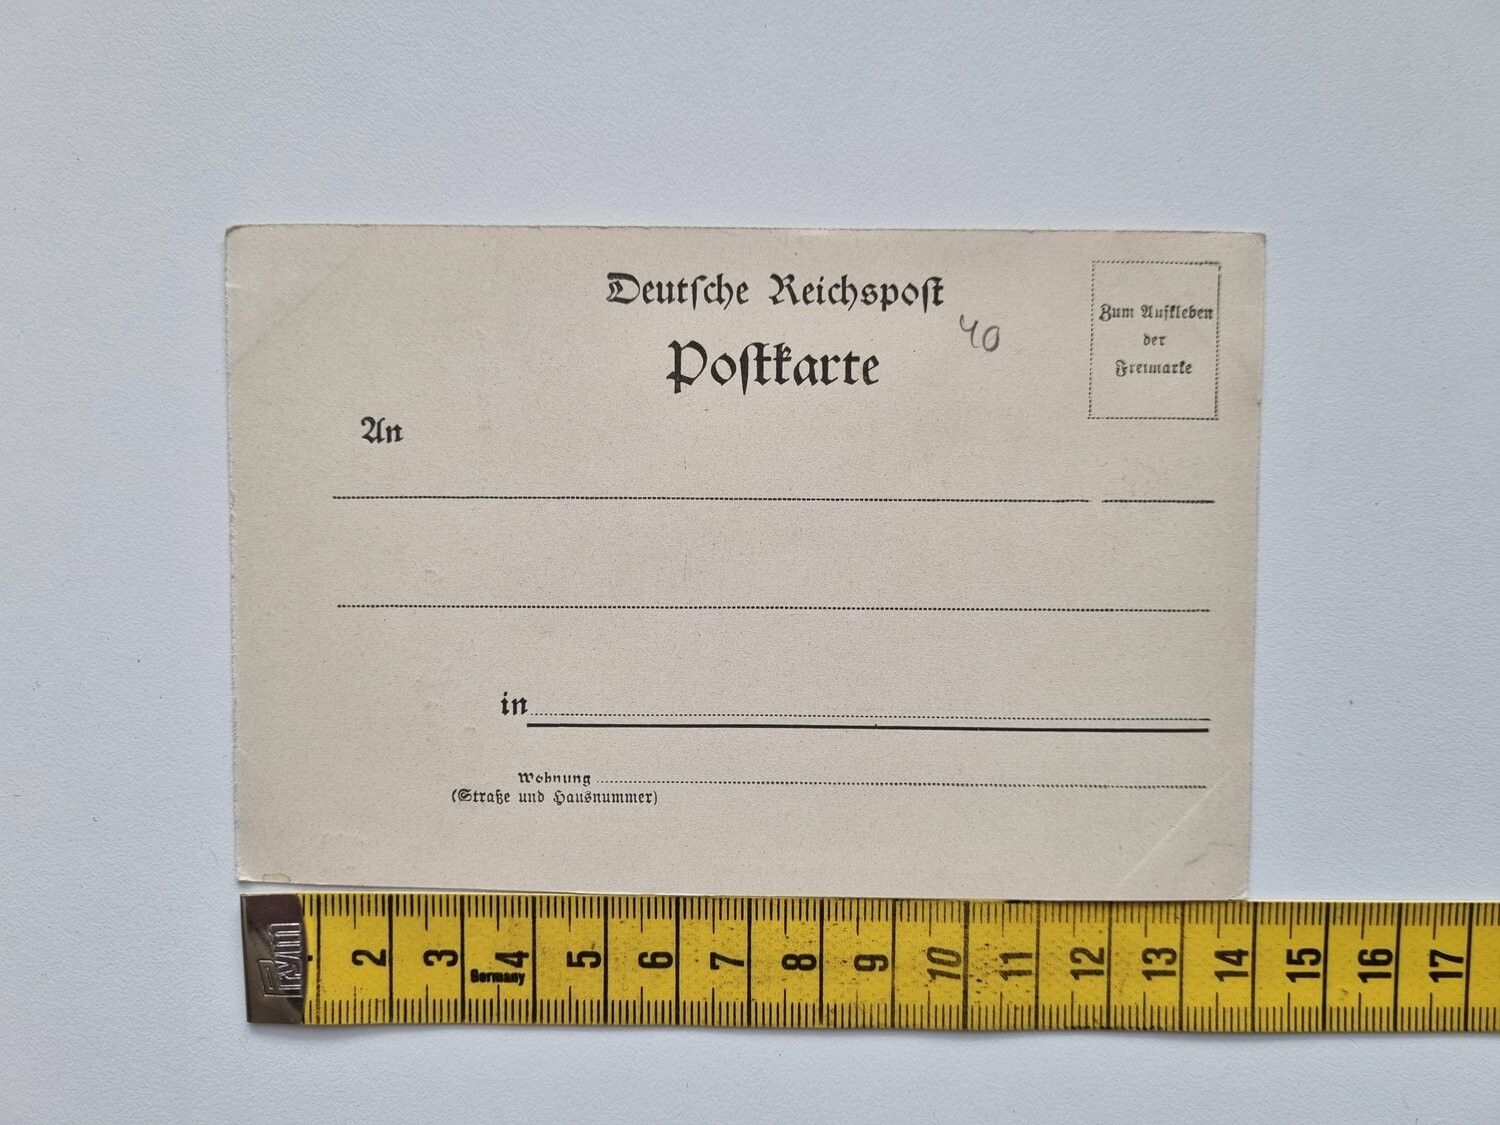 Deutſche Reichspoſt
40
Poſtkarte
Zum Aufkleben
der
Freimarke
An
in
Wohnung
(Straße und Hausnummer)
Prym
2 3 4 5 6 7 8 9 10 11 12 13 14 15 16 17
Germany